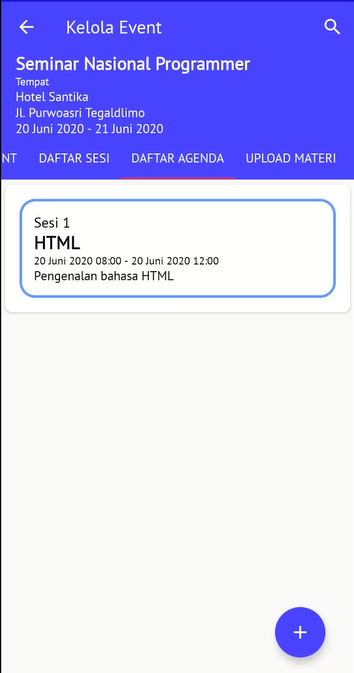 Kelola Event
Seminar Nasional Programmer
Tempat
Hotel Santika
Jl. Purwoasri Tegaldlimo
20 Juni 2020 - 21 Juni 2020
NT DAFTAR SESI DAFTAR AGENDA UPLOAD MATERI
Sesi 1
HTML
20 Juni 2020 08:00 - 20 Juni 2020 12:00
Pengenalan bahasa HTML
+